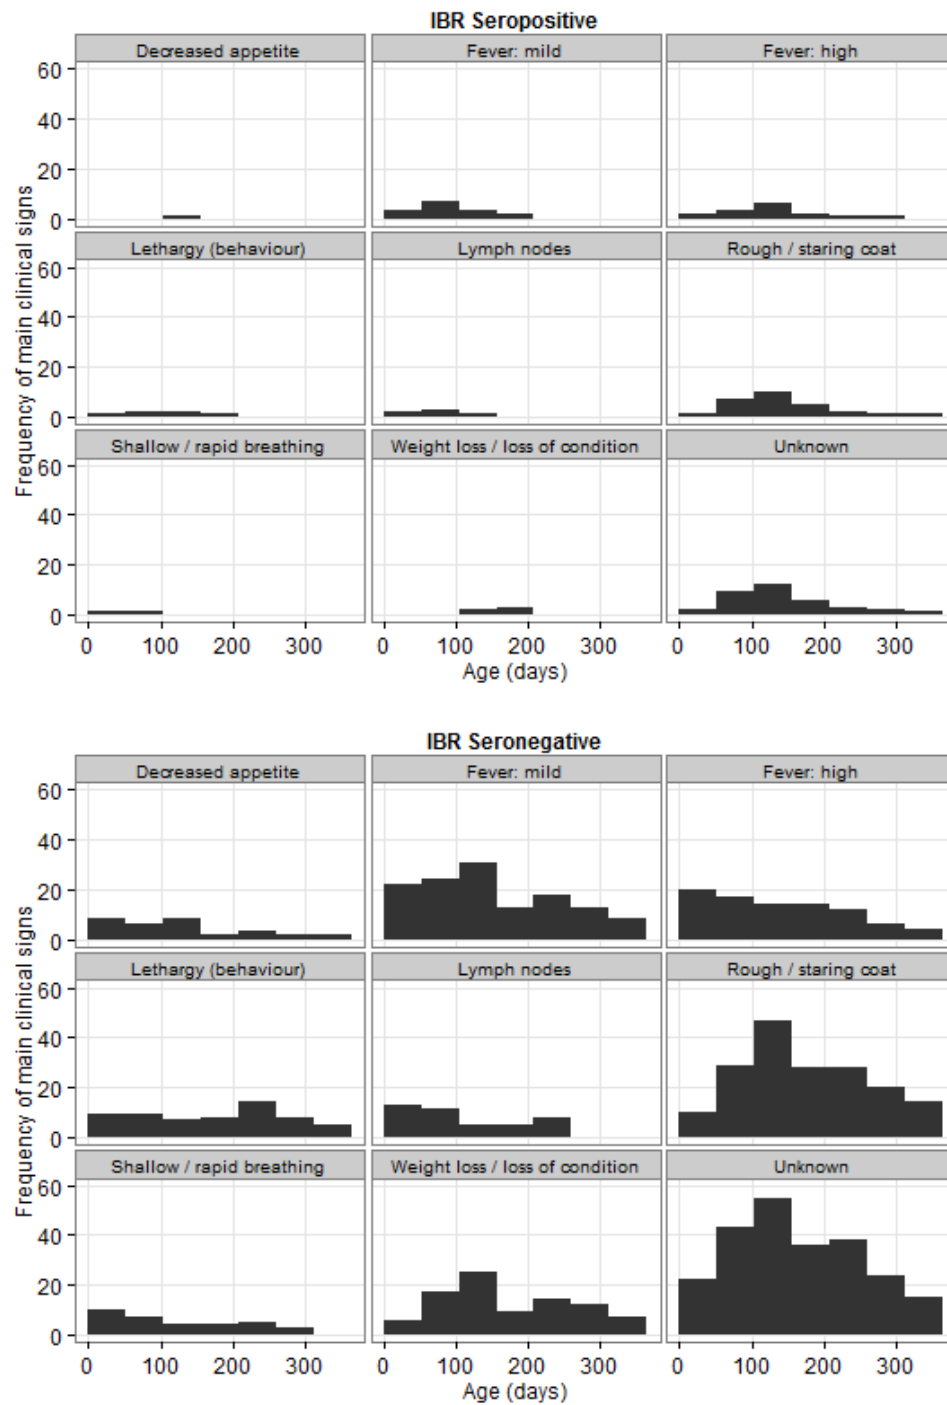 IBR Seropositive
Decreased appetite
Fever: mild
Fever: high
60
40
20
0
Lethargy (behaviour)
Lymph nodes
Rough / staring coat
60
40
20
0
Shallow / rapid breathing
Weight loss / loss of condition
Unknown
60
40
20
0
Frequency of main clinical signs
0 100 200 300 0 100 200 300 0 100 200 300
Age (days)
IBR Seronegative
Decreased appetite
Fever: mild
Fever: high
60
40
20
0
Lethargy (behaviour)
Lymph nodes
Rough / staring coat
60
40
20
0
Shallow / rapid breathing
Weight loss / loss of condition
Unknown
60
40
20
0
Frequency of main clinical signs
0 100 200 300 0 100 200 300 0 100 200 300
Age (days)